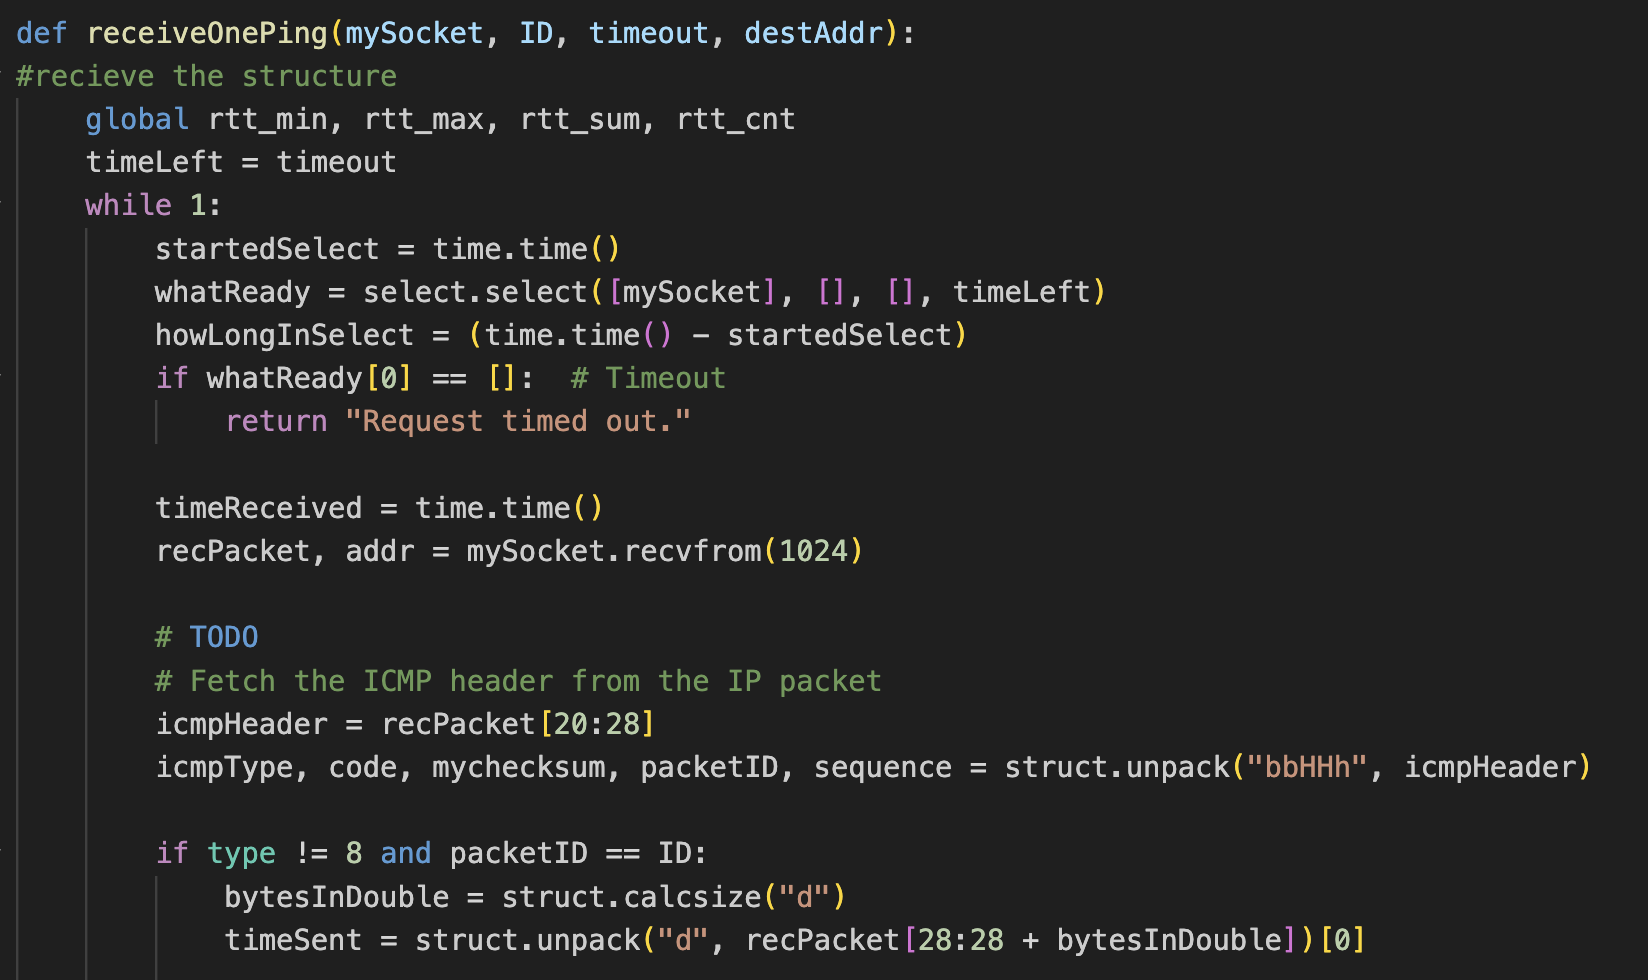 def receiveOnePing(mySocket, ID, timeout, destAddr):
#recieve the structure
    global rtt_min, rtt_max, rtt_sum, rtt_cnt
    timeLeft = timeout
    while 1:
        startedSelect = time.time()
        whatReady = select.select([mySocket], [], [], timeLeft)
        howLongInSelect = (time.time() - startedSelect)
        if whatReady[0] == []:  # Timeout
            return "Request timed out."

        timeReceived = time.time()
        recPacket, addr = mySocket.recvfrom(1024)

        # TODO
        # Fetch the ICMP header from the IP packet
        icmpHeader = recPacket[20:28]
        icmpType, code, mychecksum, packetID, sequence = struct.unpack("bbHHh", icmpHeader)

        if type != 8 and packetID == ID:
            bytesInDouble = struct.calcsize("d")
            timeSent = struct.unpack("d", recPacket[28:28 + bytesInDouble])[0]